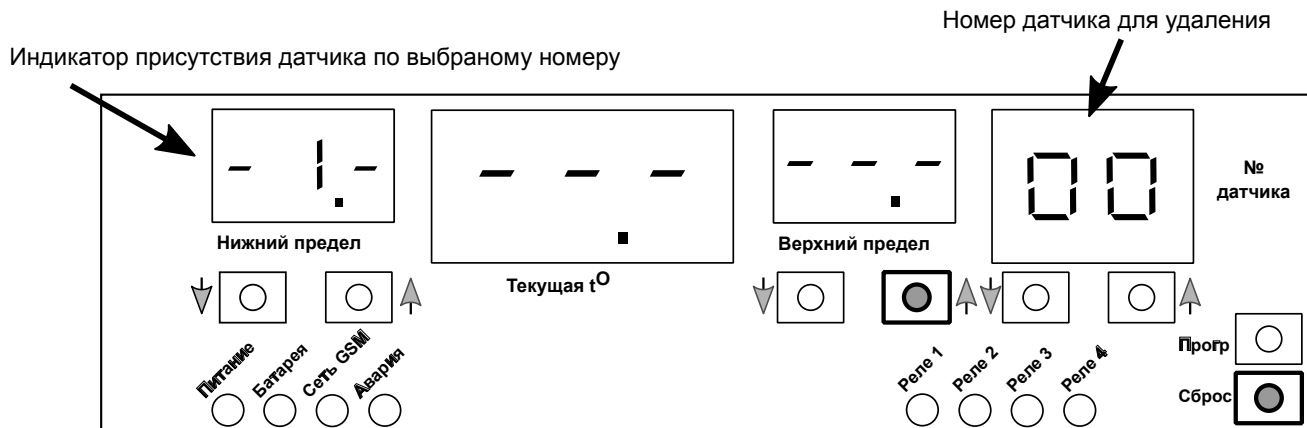 Номер датчика для удаления
Индикатор присутствия датчика по выбраному номеру
- 1. -
- - . -
- - . -
00
№
датчика
Нижний предел
Текущая tO
Верхний предел
Питание
Батарея
Сеть GSM
Авария
Реле 1
Реле 2
Реле 3
Реле 4
Прогр
Сброс